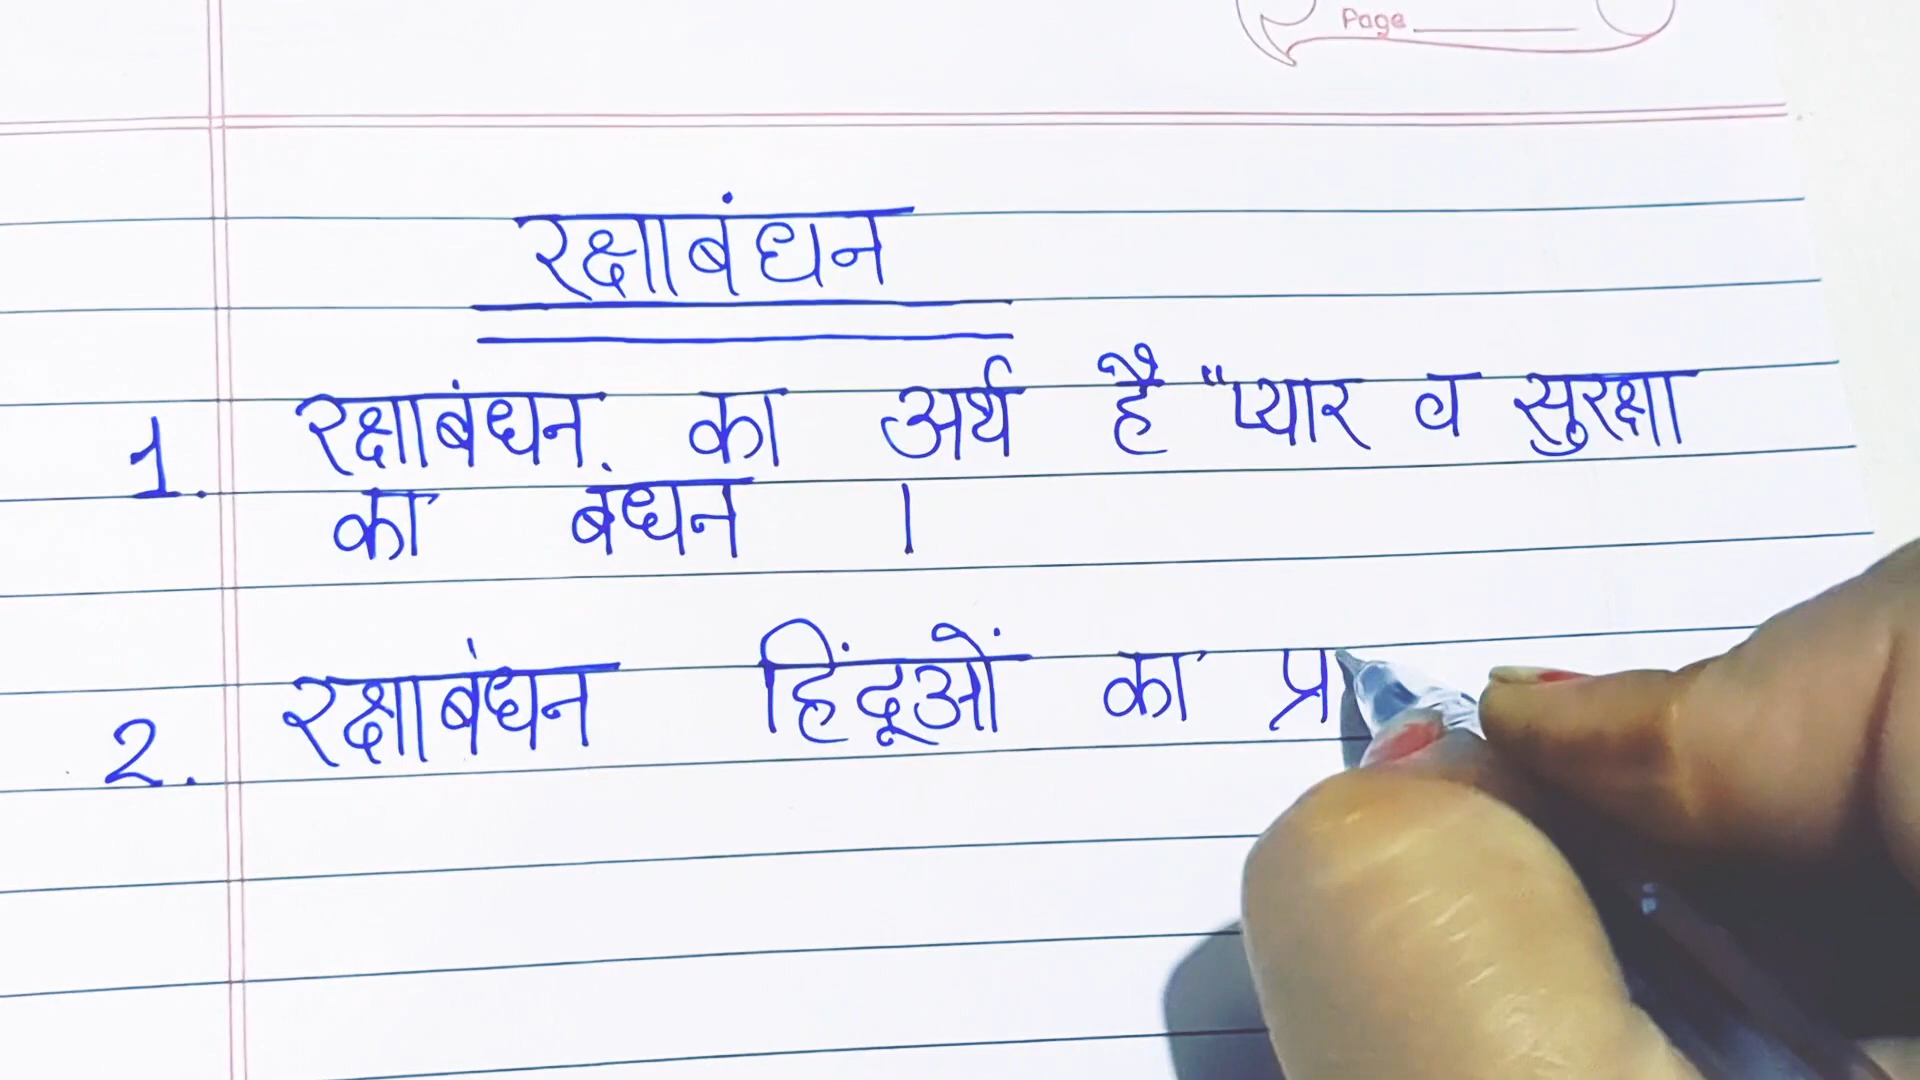 Page
रक्षाबंधन
1. रक्षाबंधन का अर्थ है "प्यार व सुरक्षा
का बंधन ।
2. रक्षाबंधन हिंदूओं का प्र